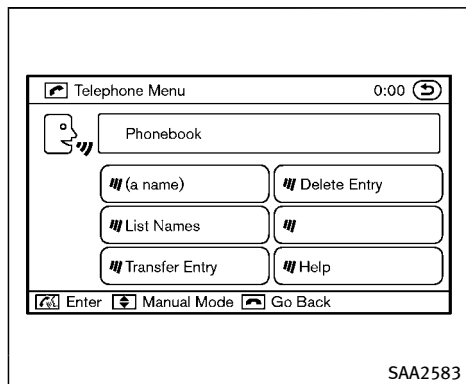 Telephone Menu 0:00
Phonebook
(a name)
Delete Entry
List Names
Transfer Entry
Help
Enter Manual Mode Go Back
SAA2583